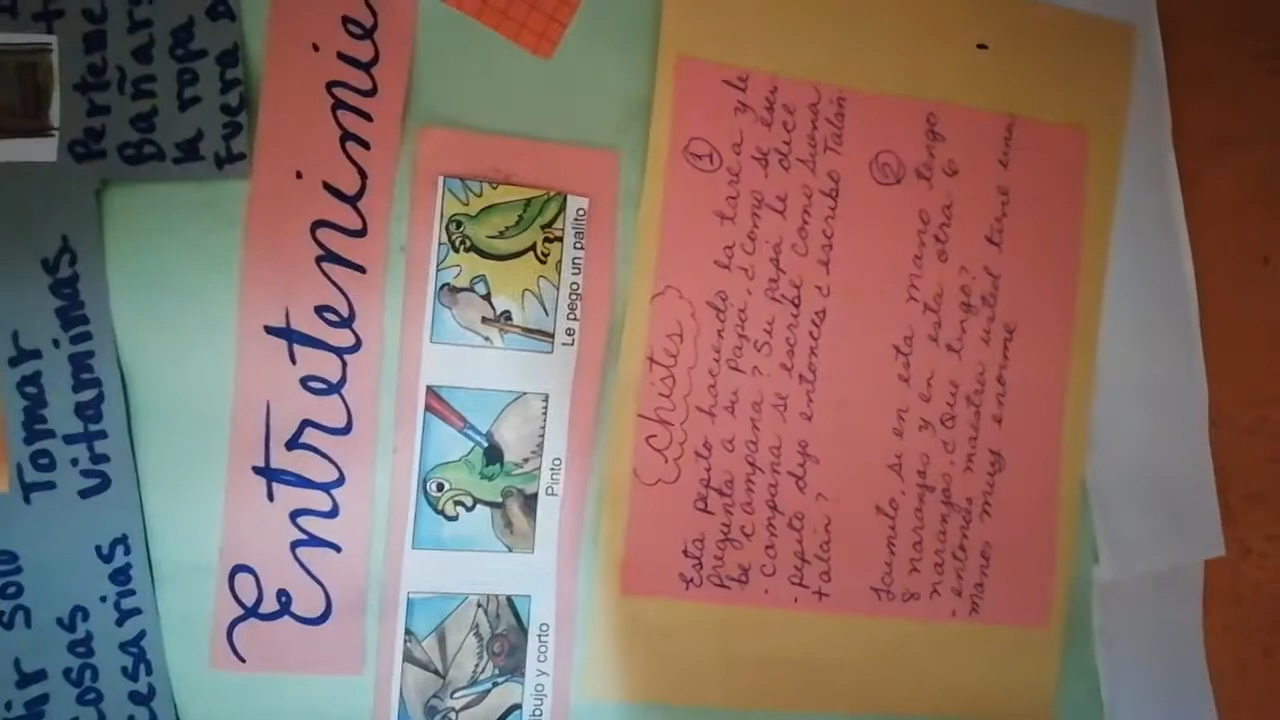 Pertene
Bañar
la ropa
Fuera
Tomar
vitaminas
dir solo
cosas
cesarias
Entretenimie
ibujo y corto
Pinto
Le pego un palito
Chistes
①
Esta pepito haciendo la tarea y le
Pregunta a su Papá, ¿Como se escri
be campana? Su papá le dice
- campana se escribe como suena
- pepito dijo entonces ¿escribo Talán-
talán?
②
Jaimito, si en esta mano tengo
8 naranjas y en esta otra 6
naranjas. ¿Que tengo?
- entonces maestra usted tiene una
mano muy enorme